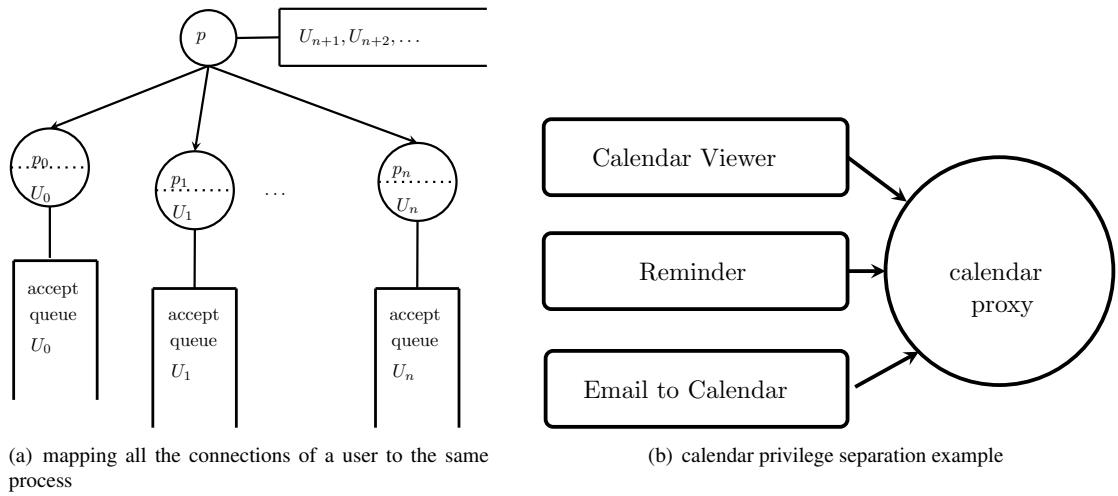 p
U_{n+1}, U_{n+2}, ...
p_0
U_0
p_1
U_1
...
p_n
U_n
accept
queue
U_0
accept
queue
U_1
accept
queue
U_n
(a) mapping all the connections of a user to the same
process
Calendar Viewer
Reminder
Email to Calendar
calendar
proxy
(b) calendar privilege separation example